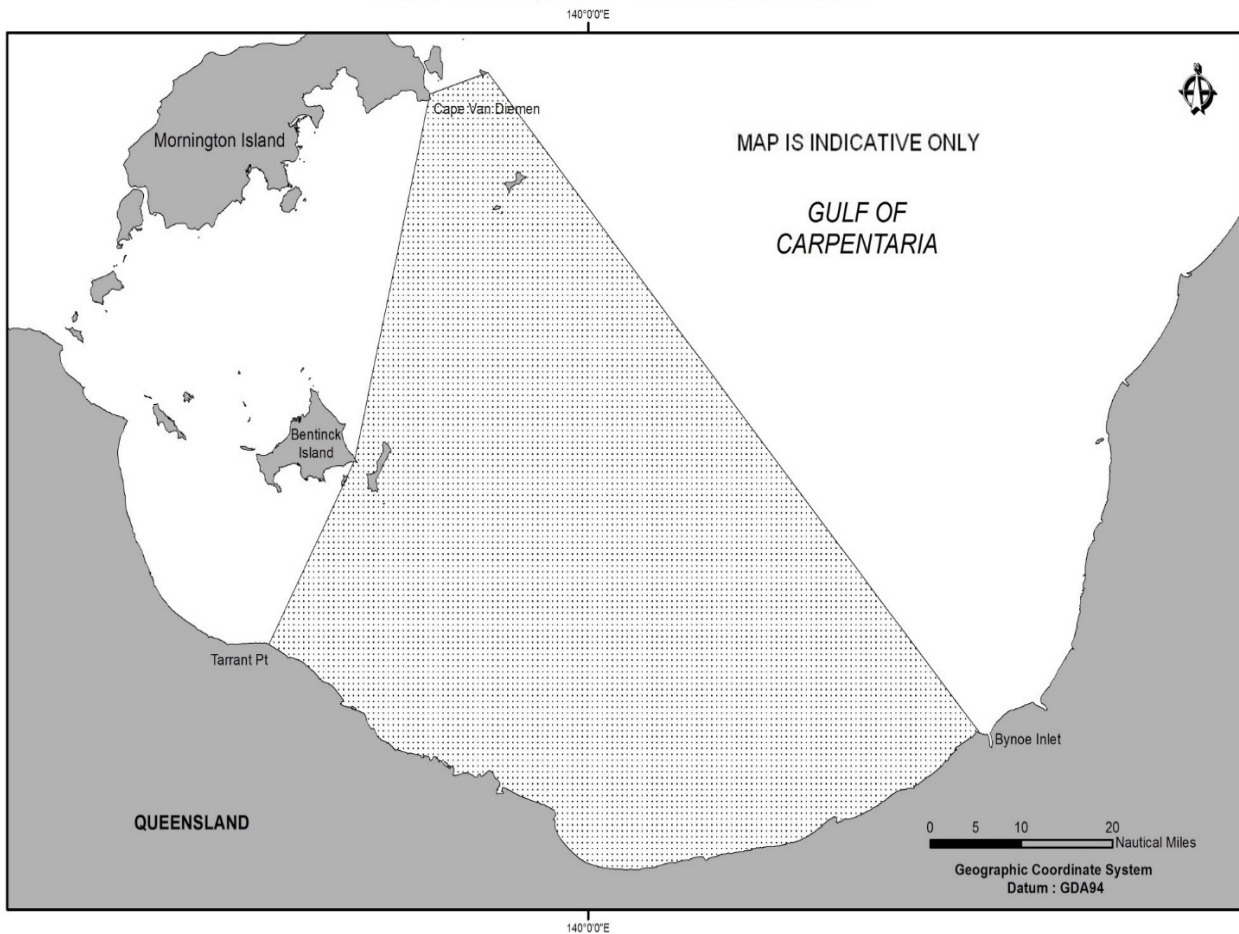 140°0'0"E
Cape Van Diemen
Mornington Island
MAP IS INDICATIVE ONLY
GULF OF
CARPENTARIA
Bentinck
Island
Tarrant Pt
Bynoe Inlet
QUEENSLAND
0 5 10 20
Nautical Miles
Geographic Coordinate System
Datum : GDA94
140°0'0"E